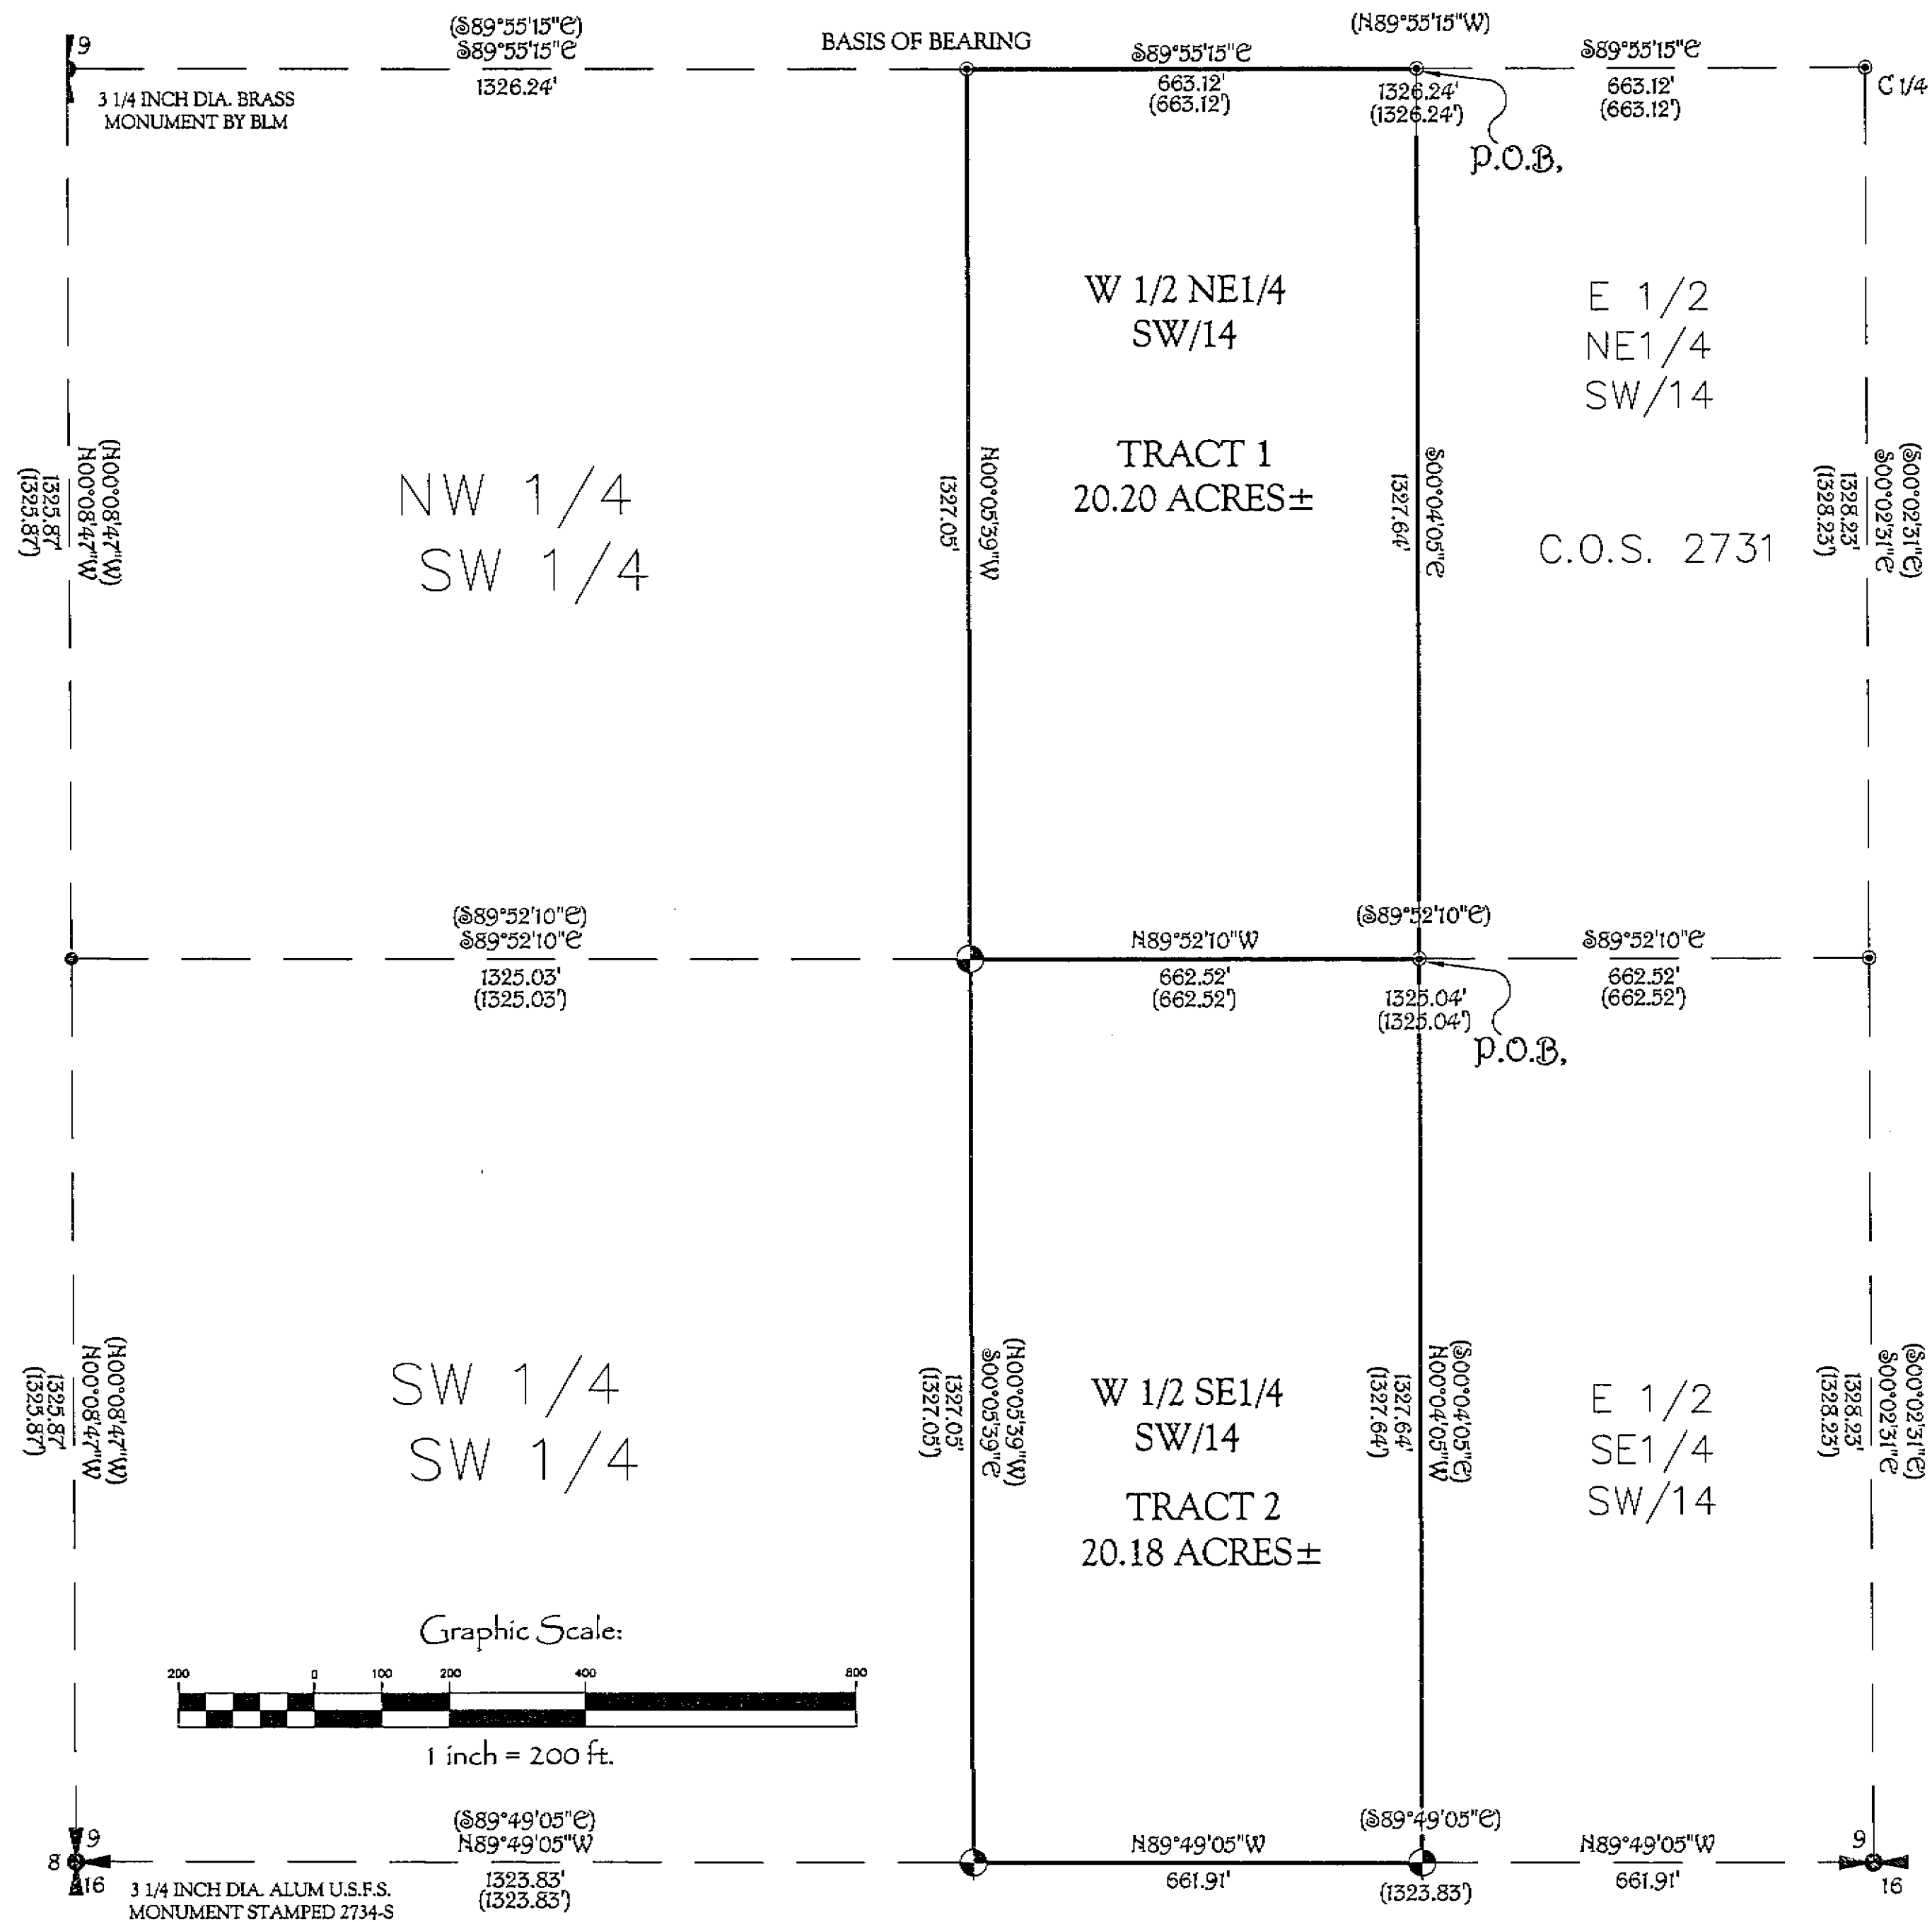 (S89°55'15"E)
S89°55'15"E
1326.24'
BASIS OF BEARING
S89°55'15"E
663.12'
(663.12')
(N89°55'15"W)
1326.24'
(1326.24')
S89°55'15"E
663.12'
(663.12')
C 1/4
9
3 1/4 INCH DIA. BRASS
MONUMENT BY BLM
P.O.B.
W 1/2 NE1/4
SW/14
TRACT 1
20.20 ACRES±
E 1/2
NE1/4
SW/14
C.O.S. 2731
NW 1/4
SW 1/4
(N00°08'47"W)
N00°08'47"W
1325.87'
(1325.87')
N00°05'39"W
1327.05'
S00°04'05"E
1327.64'
(S00°02'31"E)
S00°02'31"E
1328.23'
(1328.23')
(S89°52'10"E)
S89°52'10"E
1325.03'
(1325.03')
N89°52'10"W
662.52'
(662.52')
(S89°52'10"E)
1325.04'
(1325.04')
S89°52'10"E
662.52'
(662.52')
P.O.B.
(N00°08'47"W)
N00°08'47"W
1325.87'
(1325.87')
SW 1/4
SW 1/4
(N00°05'39"W)
S00°05'39"E
1327.05'
(1327.05')
W 1/2 SE1/4
SW/14
TRACT 2
20.18 ACRES±
(S00°04'05"E)
N00°04'05"W
1327.64'
(1327.64')
E 1/2
SE1/4
SW/14
(S00°02'31"E)
S00°02'31"E
1328.23'
(1328.23')
Graphic Scale:
200 0 100 200 400 800
1 inch = 200 ft.
(S89°49'05"E)
N89°49'05"W
1323.83'
(1323.83')
N89°49'05"W
661.91'
(S89°49'05"E)
(1323.83')
N89°49'05"W
661.91'
9
8
16
3 1/4 INCH DIA. ALUM U.S.F.S.
MONUMENT STAMPED 2734-S
9
16